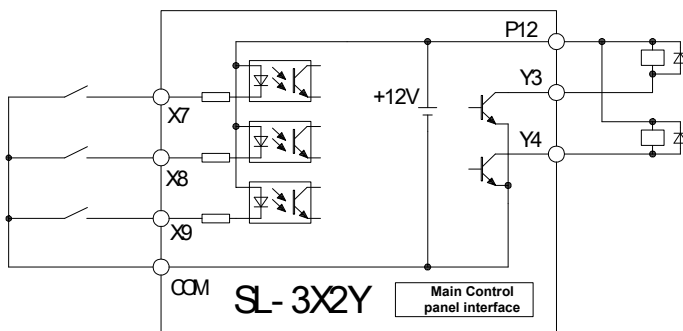 P12
Y3
+12V
X7
Y4
X8
X9
COM
SL- 3X2Y
Main Control
panel interface